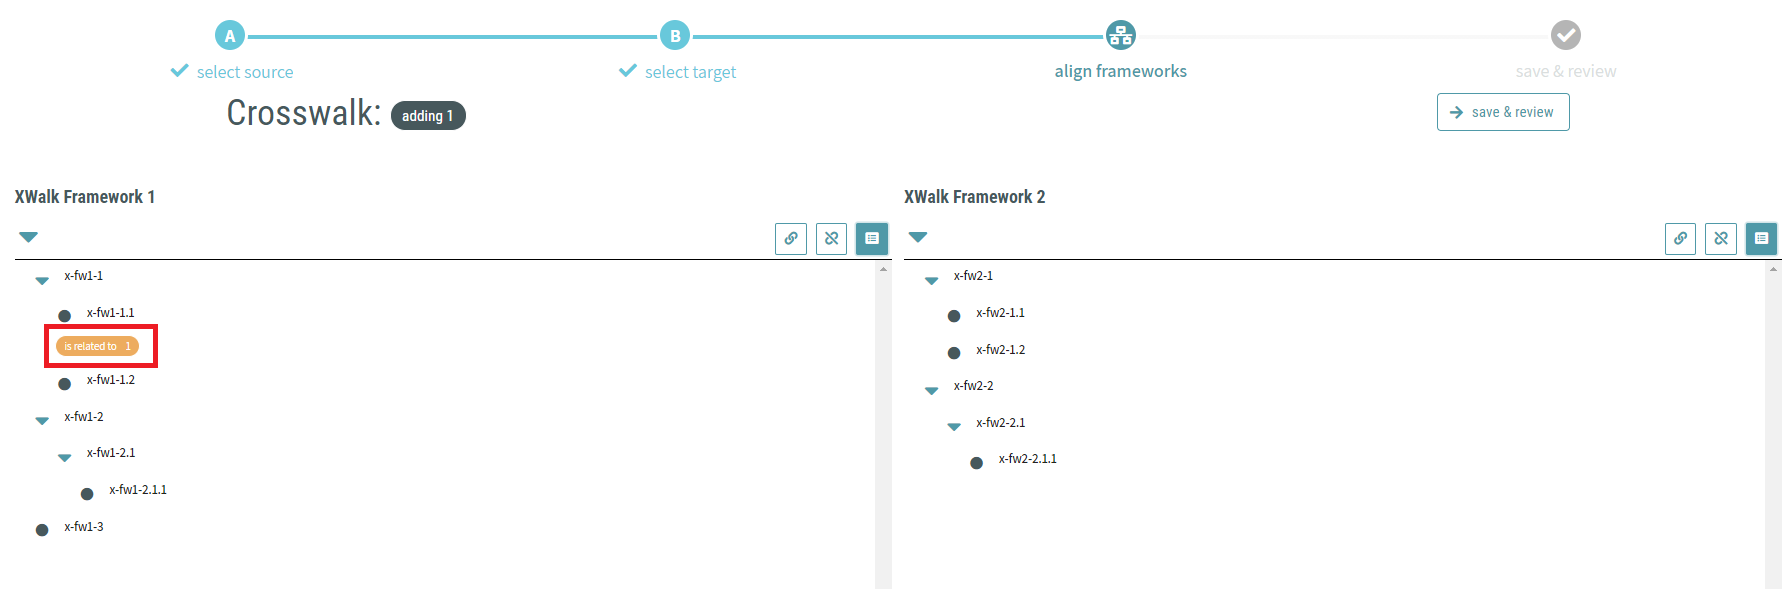 A
B
select source
select target
align frameworks
save & review
Crosswalk: adding 1
save & review
XWalk Framework 1
x-fw1-1
x-fw1-1.1
is related to 1
x-fw1-1.2
x-fw1-2
x-fw1-2.1
x-fw1-2.1.1
x-fw1-3
XWalk Framework 2
x-fw2-1
x-fw2-1.1
x-fw2-1.2
x-fw2-2
x-fw2-2.1
x-fw2-2.1.1